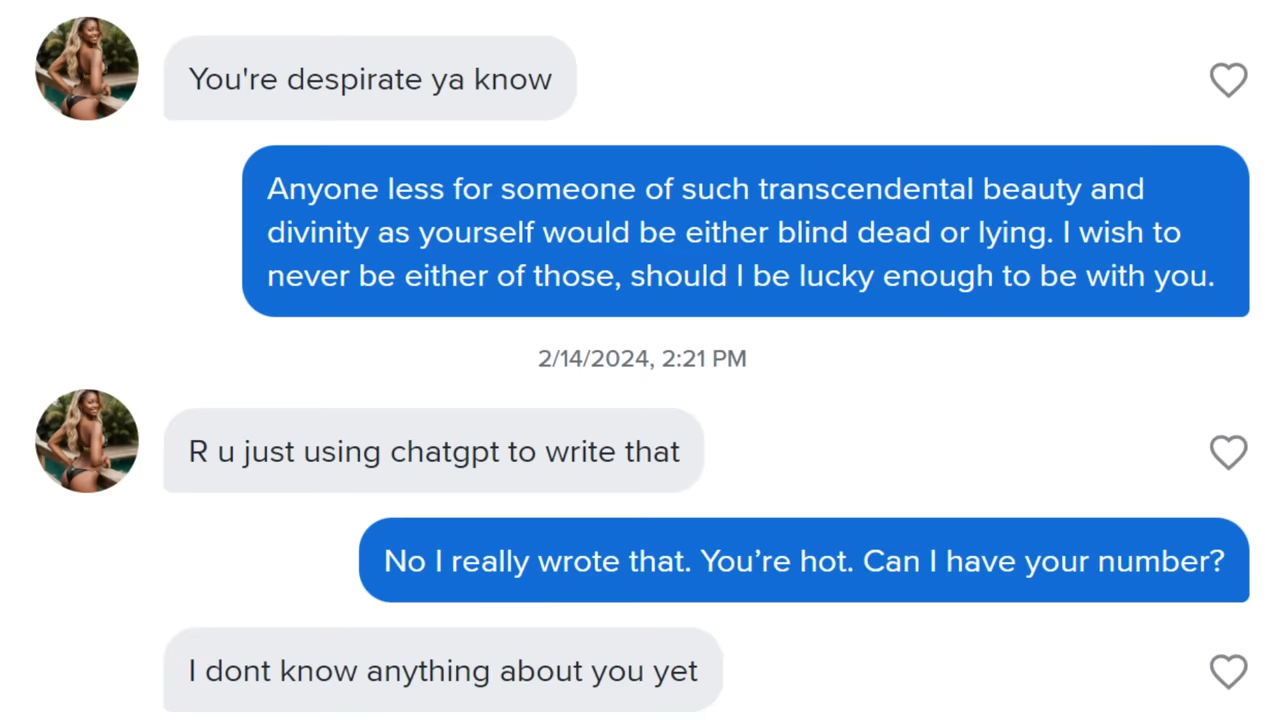 You're despirate ya know
Anyone less for someone of such transcendental beauty and
divinity as yourself would be either blind dead or lying. I wish to
never be either of those, should I be lucky enough to be with you.
2/14/2024, 2:21 PM
R u just using chatgpt to write that
No I really wrote that. You’re hot. Can I have your number?
I dont know anything about you yet